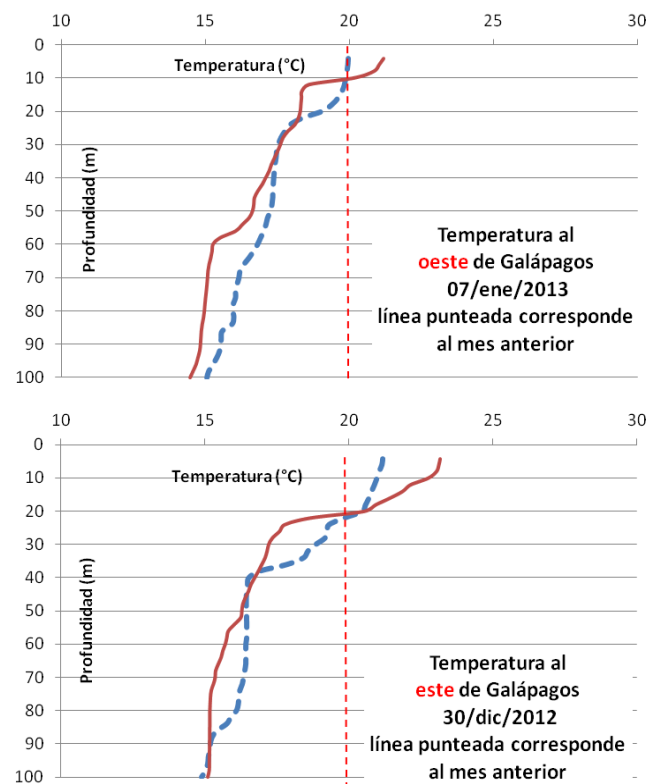 10 15 20 25 30
0
Temperatura (°C)
10
20
30
40
50
60
70
80
90
100
Profundidad (m)
Temperatura al
oeste de Galápagos
07/ene/2013
línea punteada corresponde
al mes anterior
10 15 20 25 30
0
Temperatura (°C)
10
20
30
40
50
60
70
80
90
100
Profundidad (m)
Temperatura al
este de Galápagos
30/dic/2012
línea punteada corresponde
al mes anterior